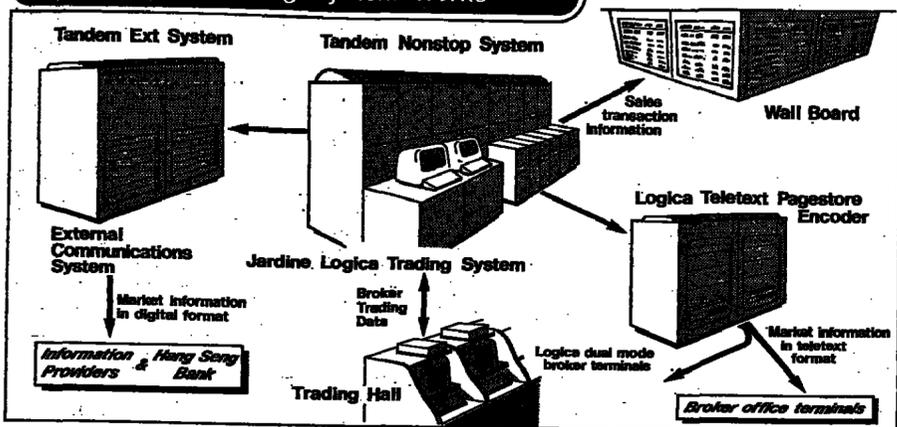 Works
Tandem Ext System
Tandem Nonstop System
Sales
transaction
information
Wall Board
Logica Teletext Pagestore
Encoder
External
Communications
System
Jardine Logica Trading System
Market information
in digital format
Broker
Trading
Data
Market information
in teletext
format
Logica dual mode
broker terminals
Information & Hang Seng
Providers Bank
Trading Hall
Broker office terminals